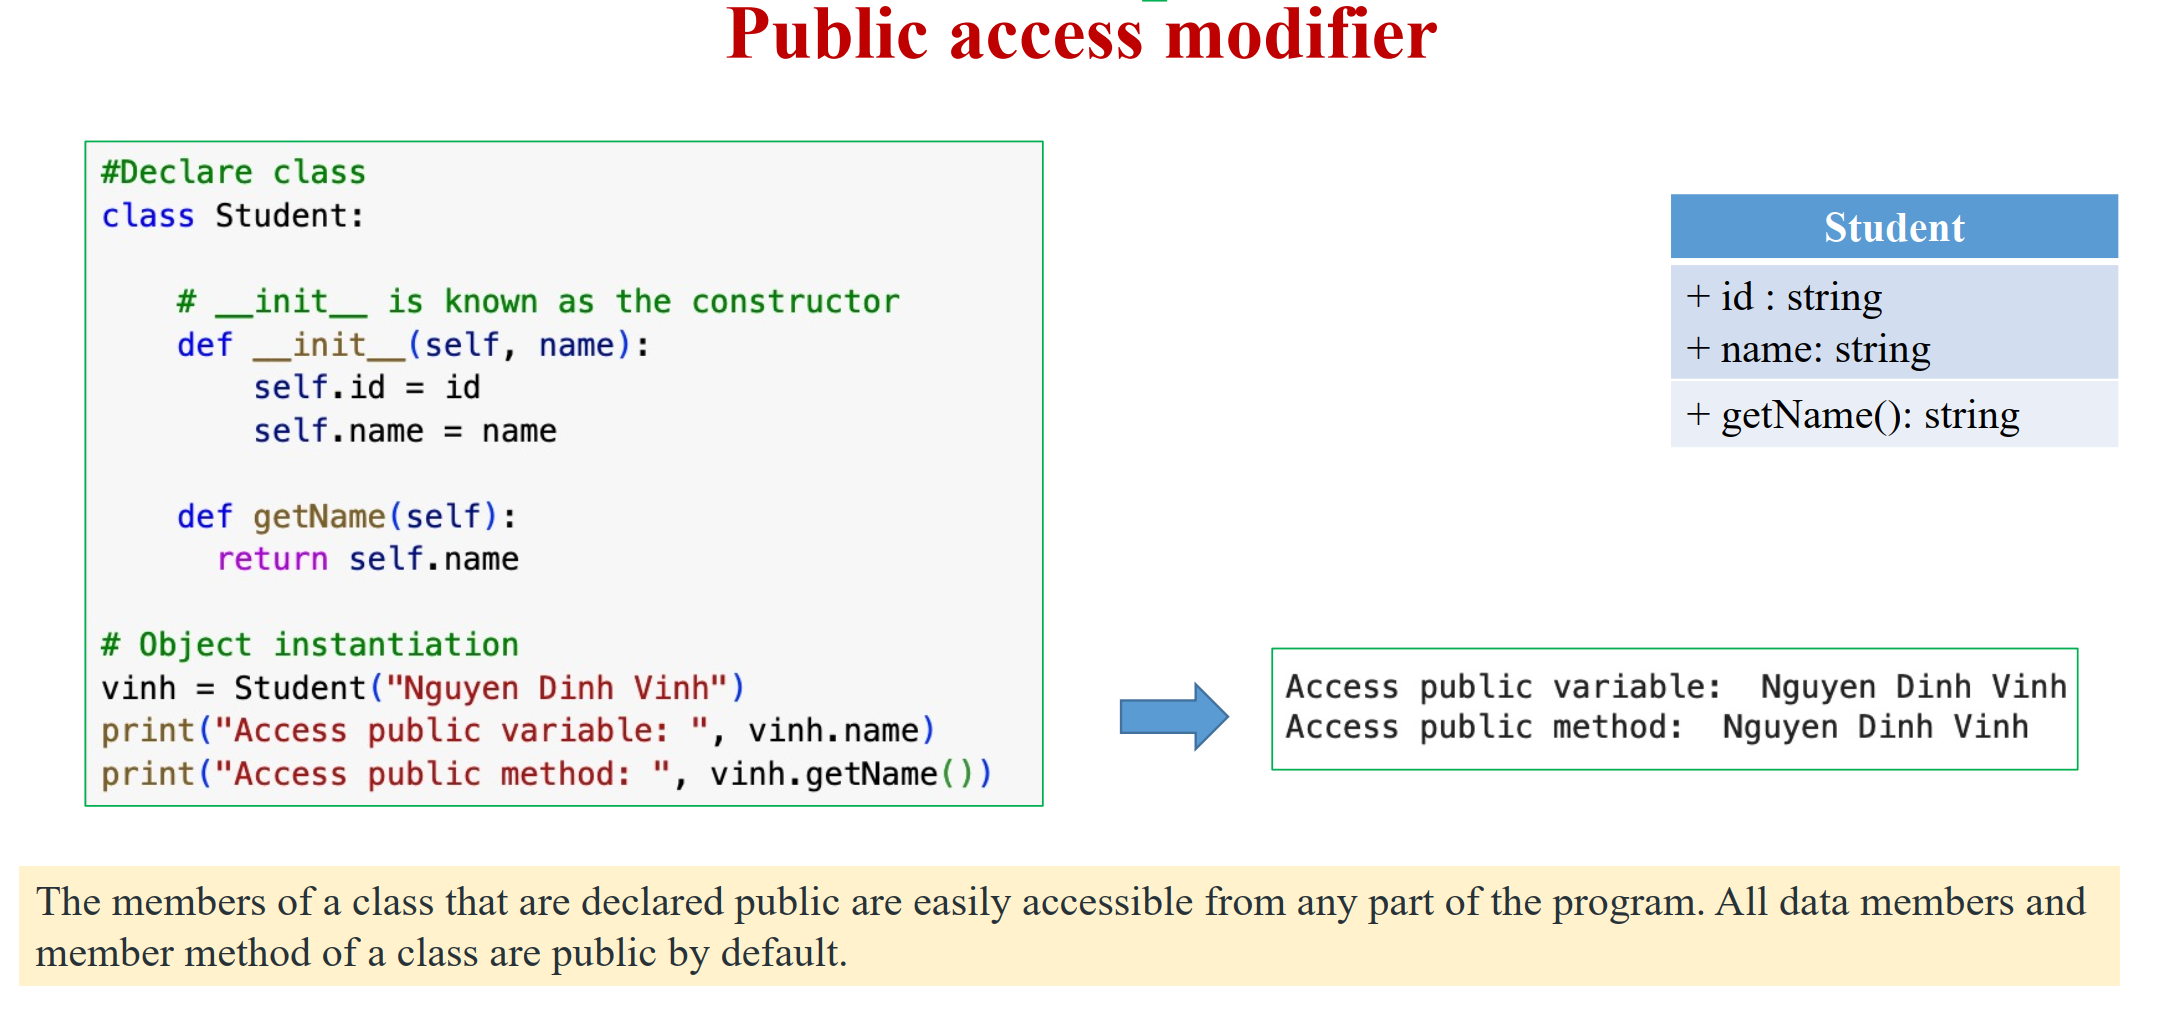 Public access modifier
#Declare class
class Student:
# __init__ is known as the constructor
def __init__(self, name):
self.id = id
self.name = name
def getName(self):
return self.name
# Object instantiation
vinh = Student("Nguyen Dinh Vinh")
print("Access public variable: ", vinh.name)
print("Access public method: ", vinh.getName())
Student
+ id : string
+ name: string
+ getName(): string
Access public variable:  Nguyen Dinh Vinh
Access public method:  Nguyen Dinh Vinh
The members of a class that are declared public are easily accessible from any part of the program. All data members and
member method of a class are public by default.